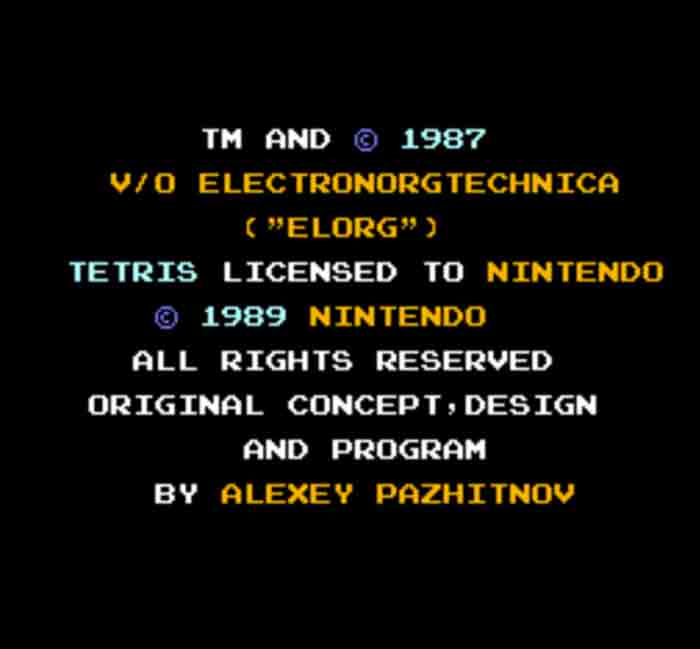 TM AND © 1987
V/O ELECTRONORGTECHNICA
("ELORG")
TETRIS LICENSED TO NINTENDO
© 1989 NINTENDO
ALL RIGHTS RESERVED
ORIGINAL CONCEPT,DESIGN
AND PROGRAM
BY ALEXEY PAZHITNOV